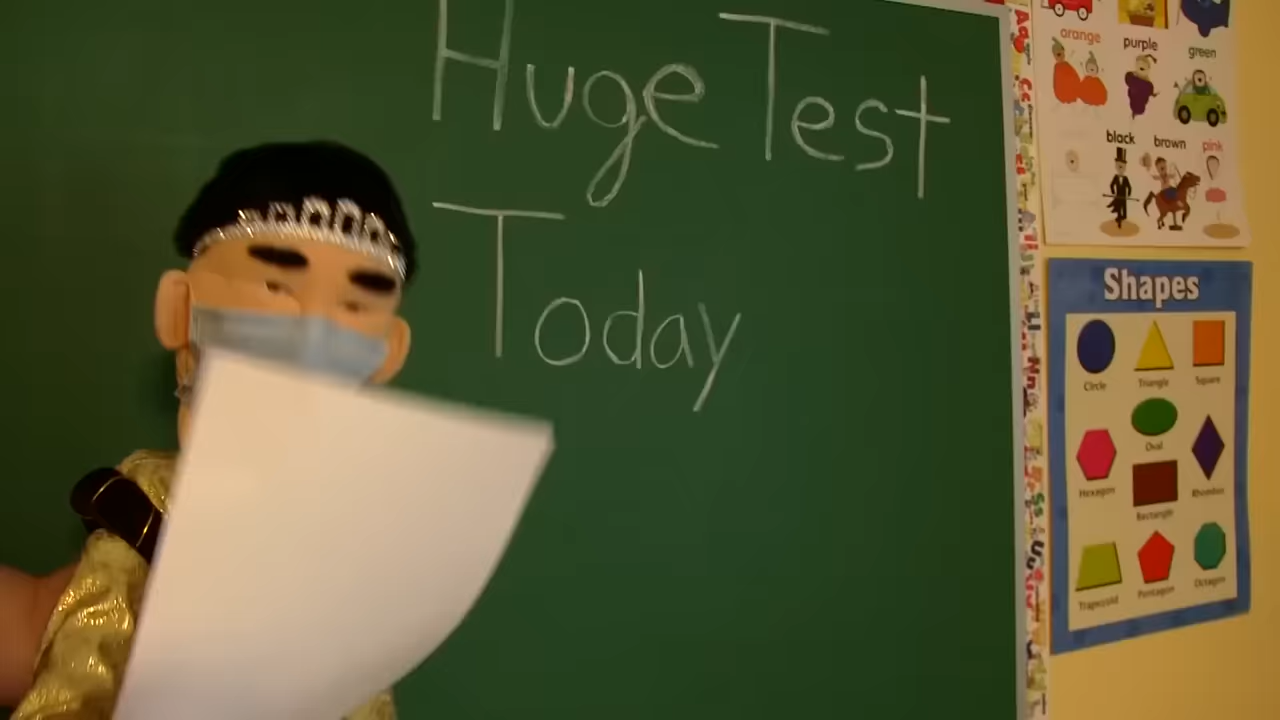 Huge Test
Today
orange purple green
black brown pink
Shapes
Circle Triangle Square
Oval
Hexagon Rhombus
Rectangle
Trapezoid Pentagon Octagon